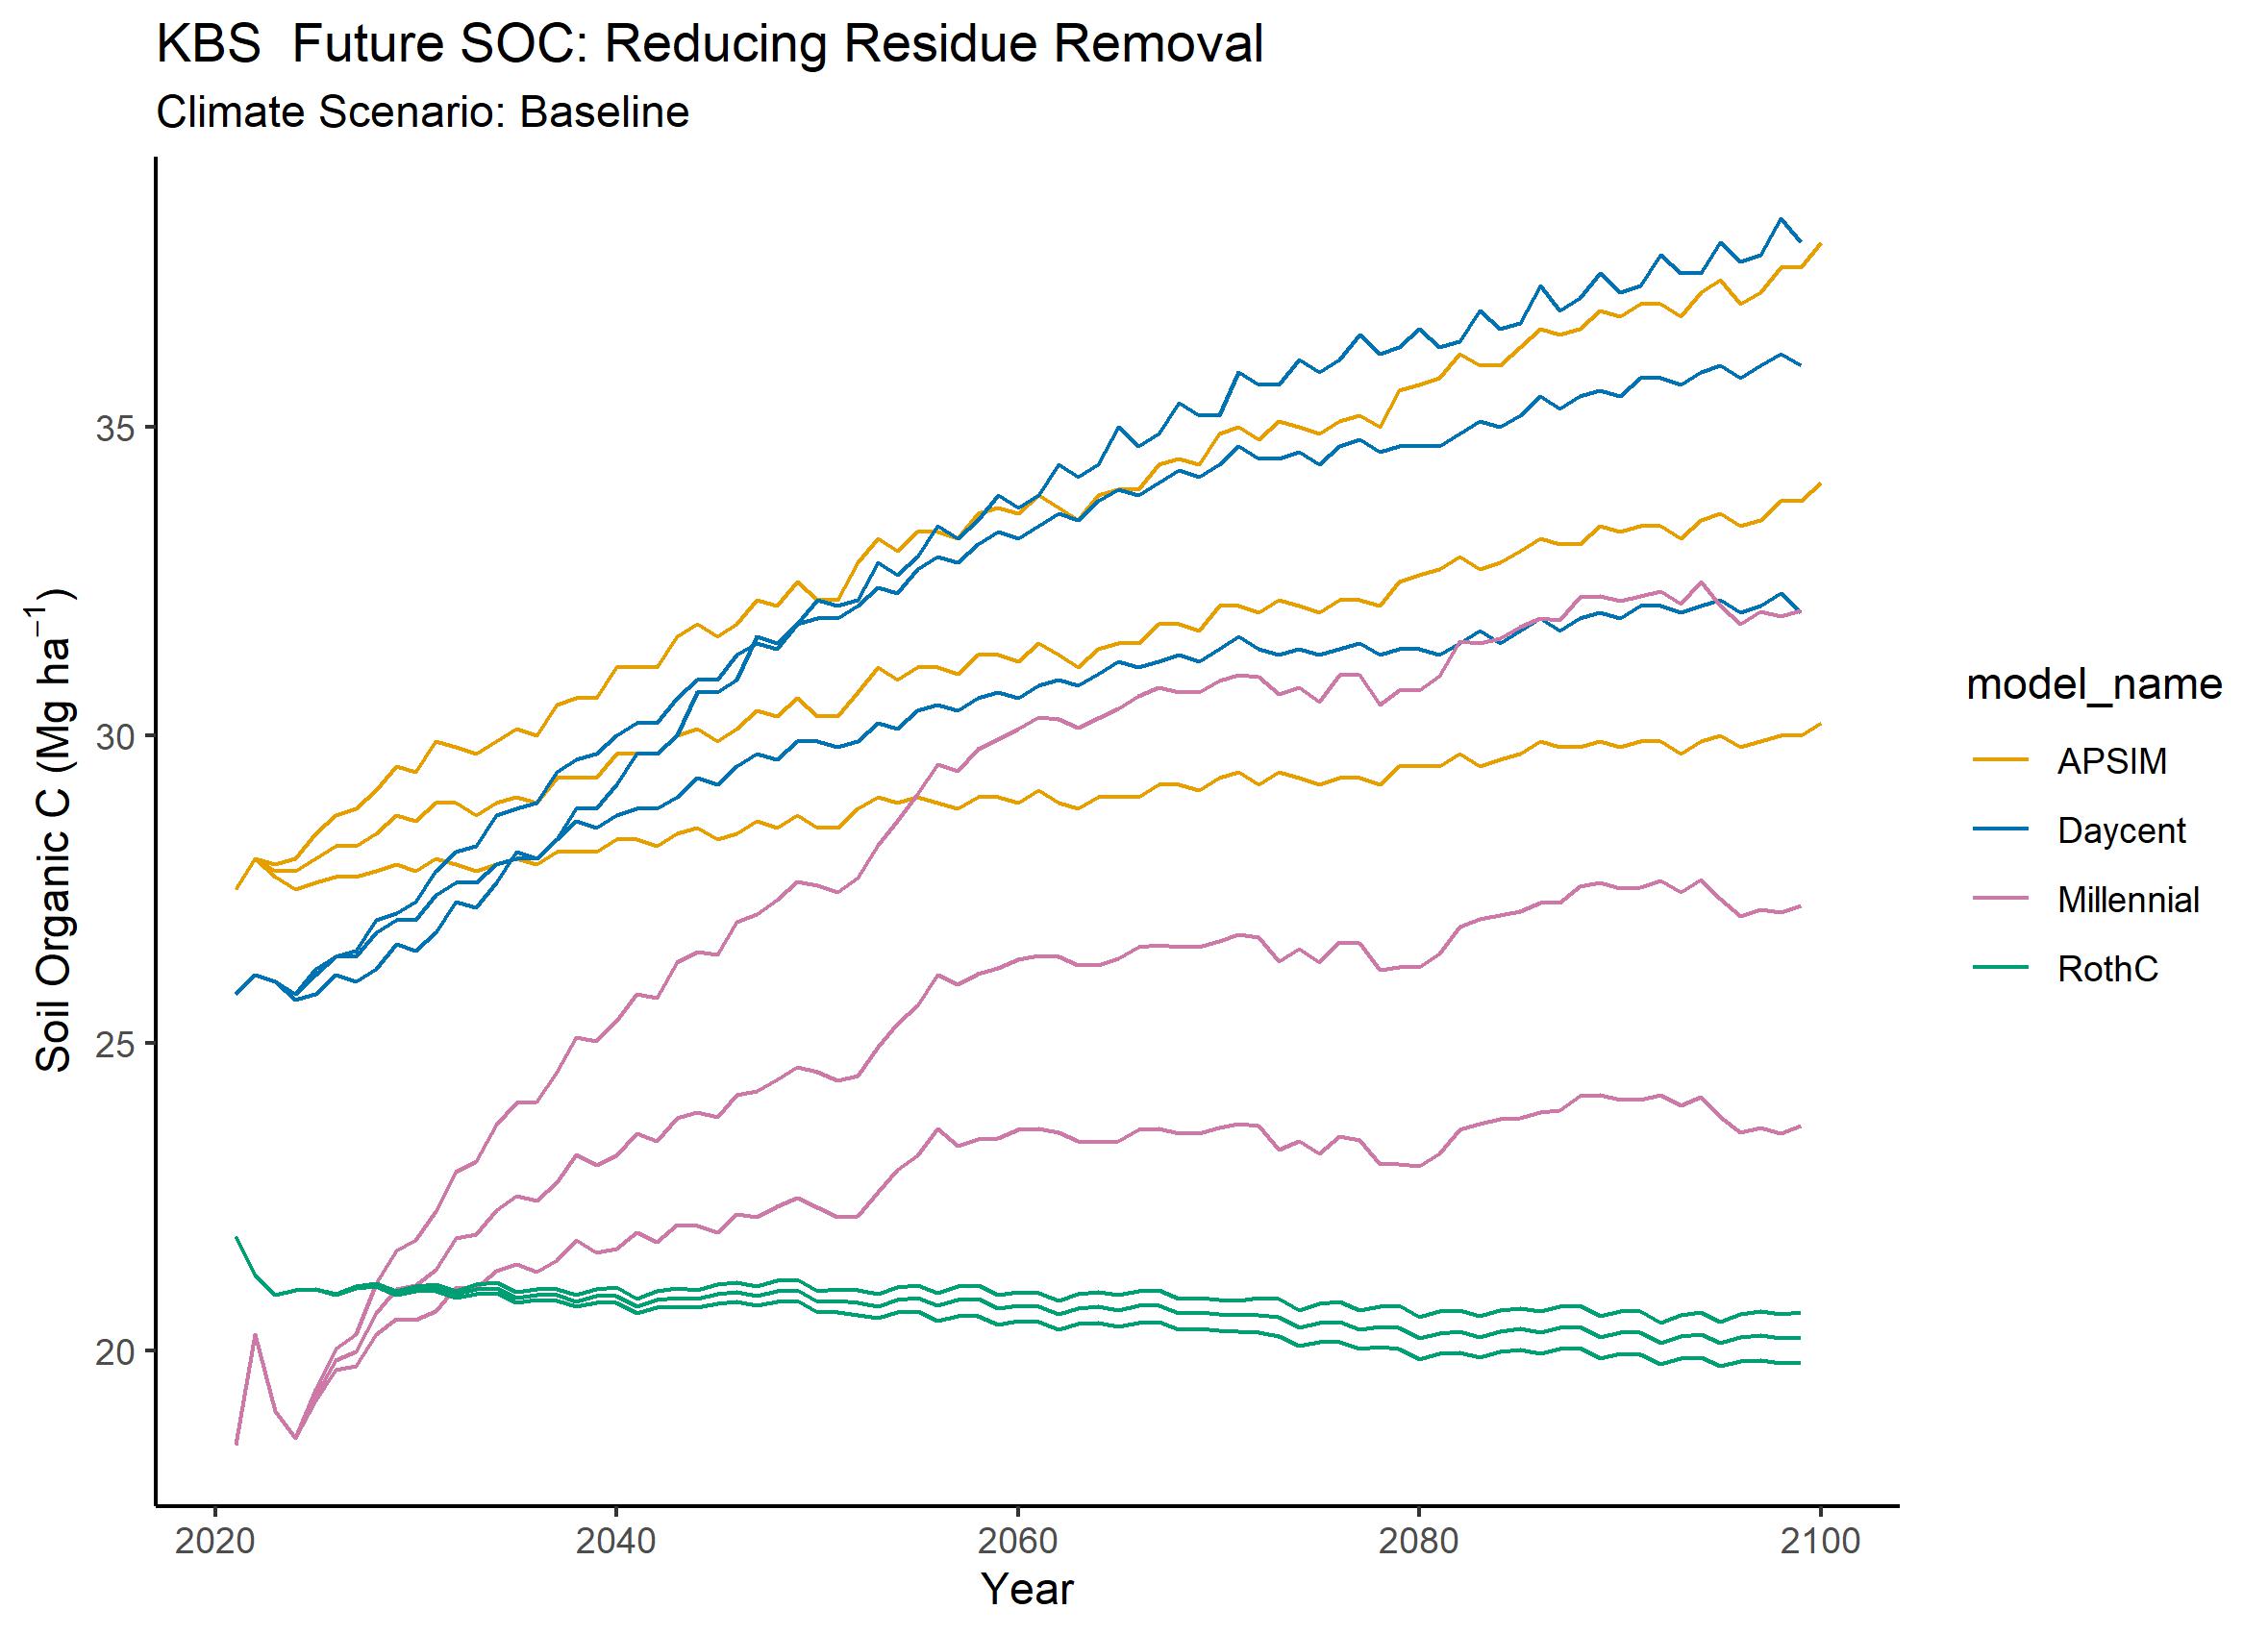 KBS  Future SOC: Reducing Residue Removal
Climate Scenario: Baseline
Soil Organic C (Mg ha⁻¹)
35
30
25
20
2020 2040 2060 2080 2100
Year
model_name
APSIM
Daycent
Millennial
RothC